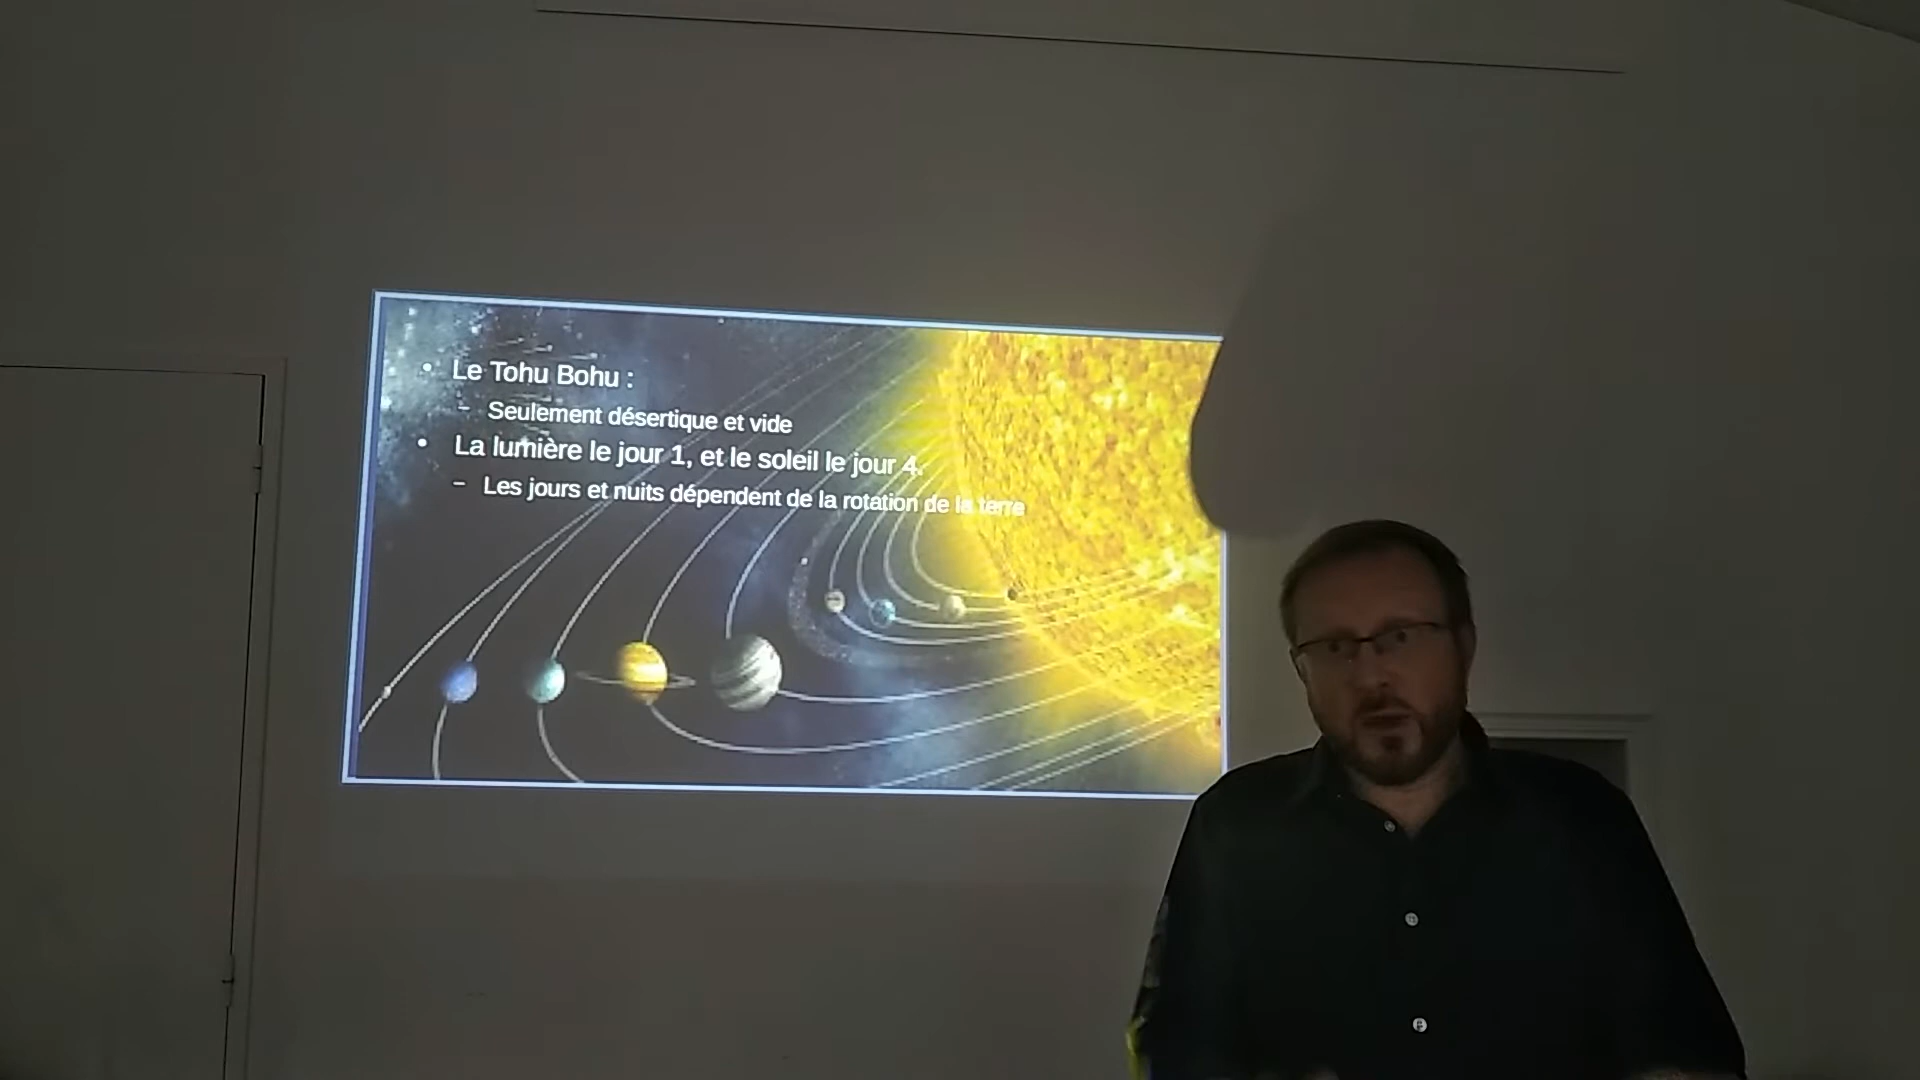 Le Tohu Bohu :
Seulement désertique et vide
La lumière le jour 1, et le soleil le jour 4.
Les jours et nuits dépendent de la rotation de la terre